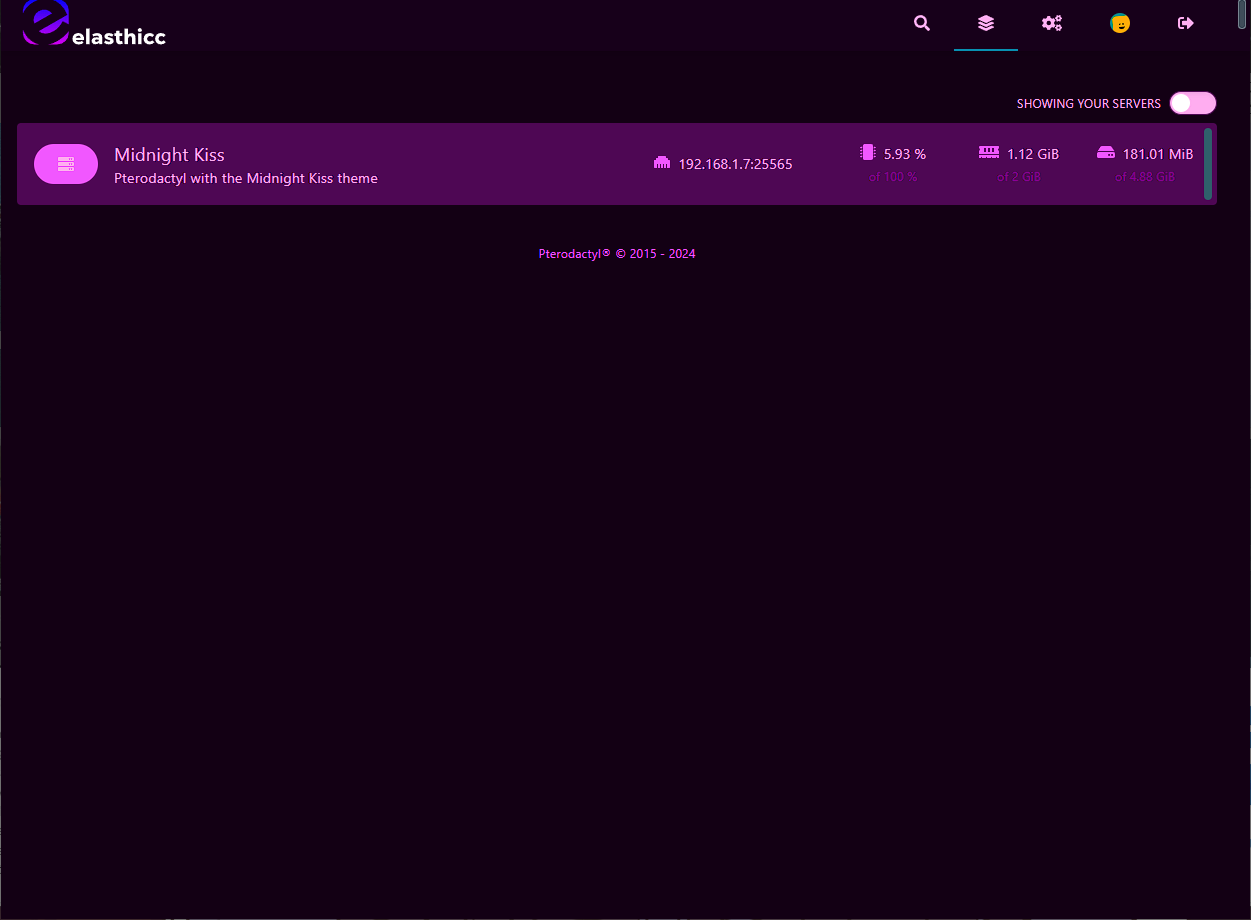 elasthicc
SHOWING YOUR SERVERS
Midnight Kiss
Pterodactyl with the Midnight Kiss theme
192.168.1.7:25565
5.93 %
of 100 %
1.12 GiB
of 2 GiB
181.01 MiB
of 4.88 GiB
Pterodactyl® © 2015 - 2024